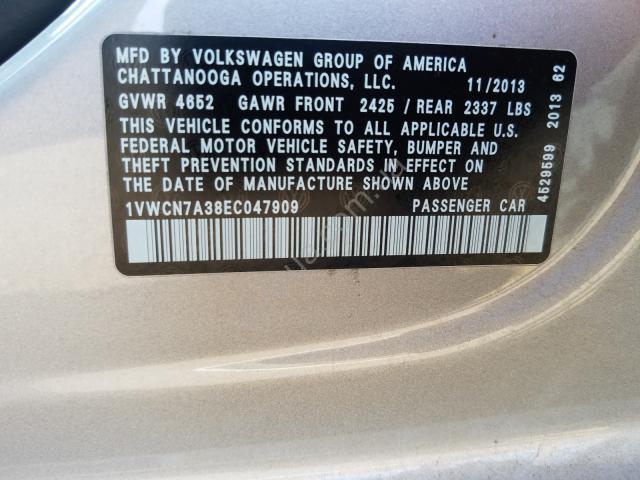 MFD BY VOLKSWAGEN GROUP OF AMERICA
CHATTANOOGA OPERATIONS, LLC. 11/2013
GVWR 4652 GAWR FRONT 2425 / REAR 2337 LBS
THIS VEHICLE CONFORMS TO ALL APPLICABLE U.S.
FEDERAL MOTOR VEHICLE SAFETY, BUMPER AND
THEFT PREVENTION STANDARDS IN EFFECT ON
THE DATE OF MANUFACTURE SHOWN ABOVE
1VWCN7A38EC047909 PASSENGER CAR
4529599 2013 62